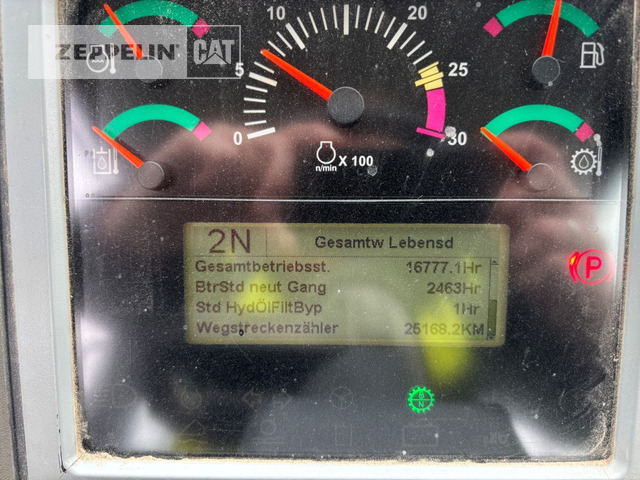 ZEPPELIN CAT
10
20
5
25
0
30
n/min
X 100
2N
Gesamtw Lebensd
Gesamtbetriebsst. 16777.1Hr
BtrStd neut Gang 2463Hr
Std HydÖlFiltByp 1Hr
Wegstreckenzähler 25168.2KM
P
N